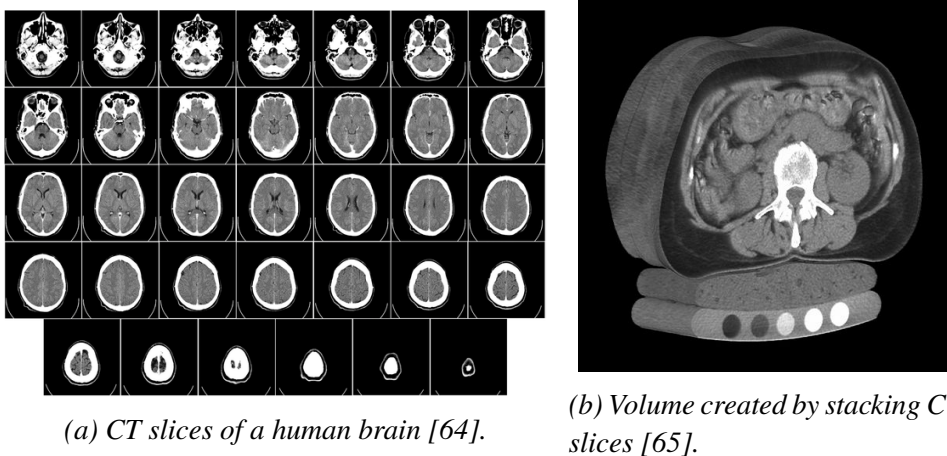 (a) CT slices of a human brain [64].
(b) Volume created by stacking C
slices [65].